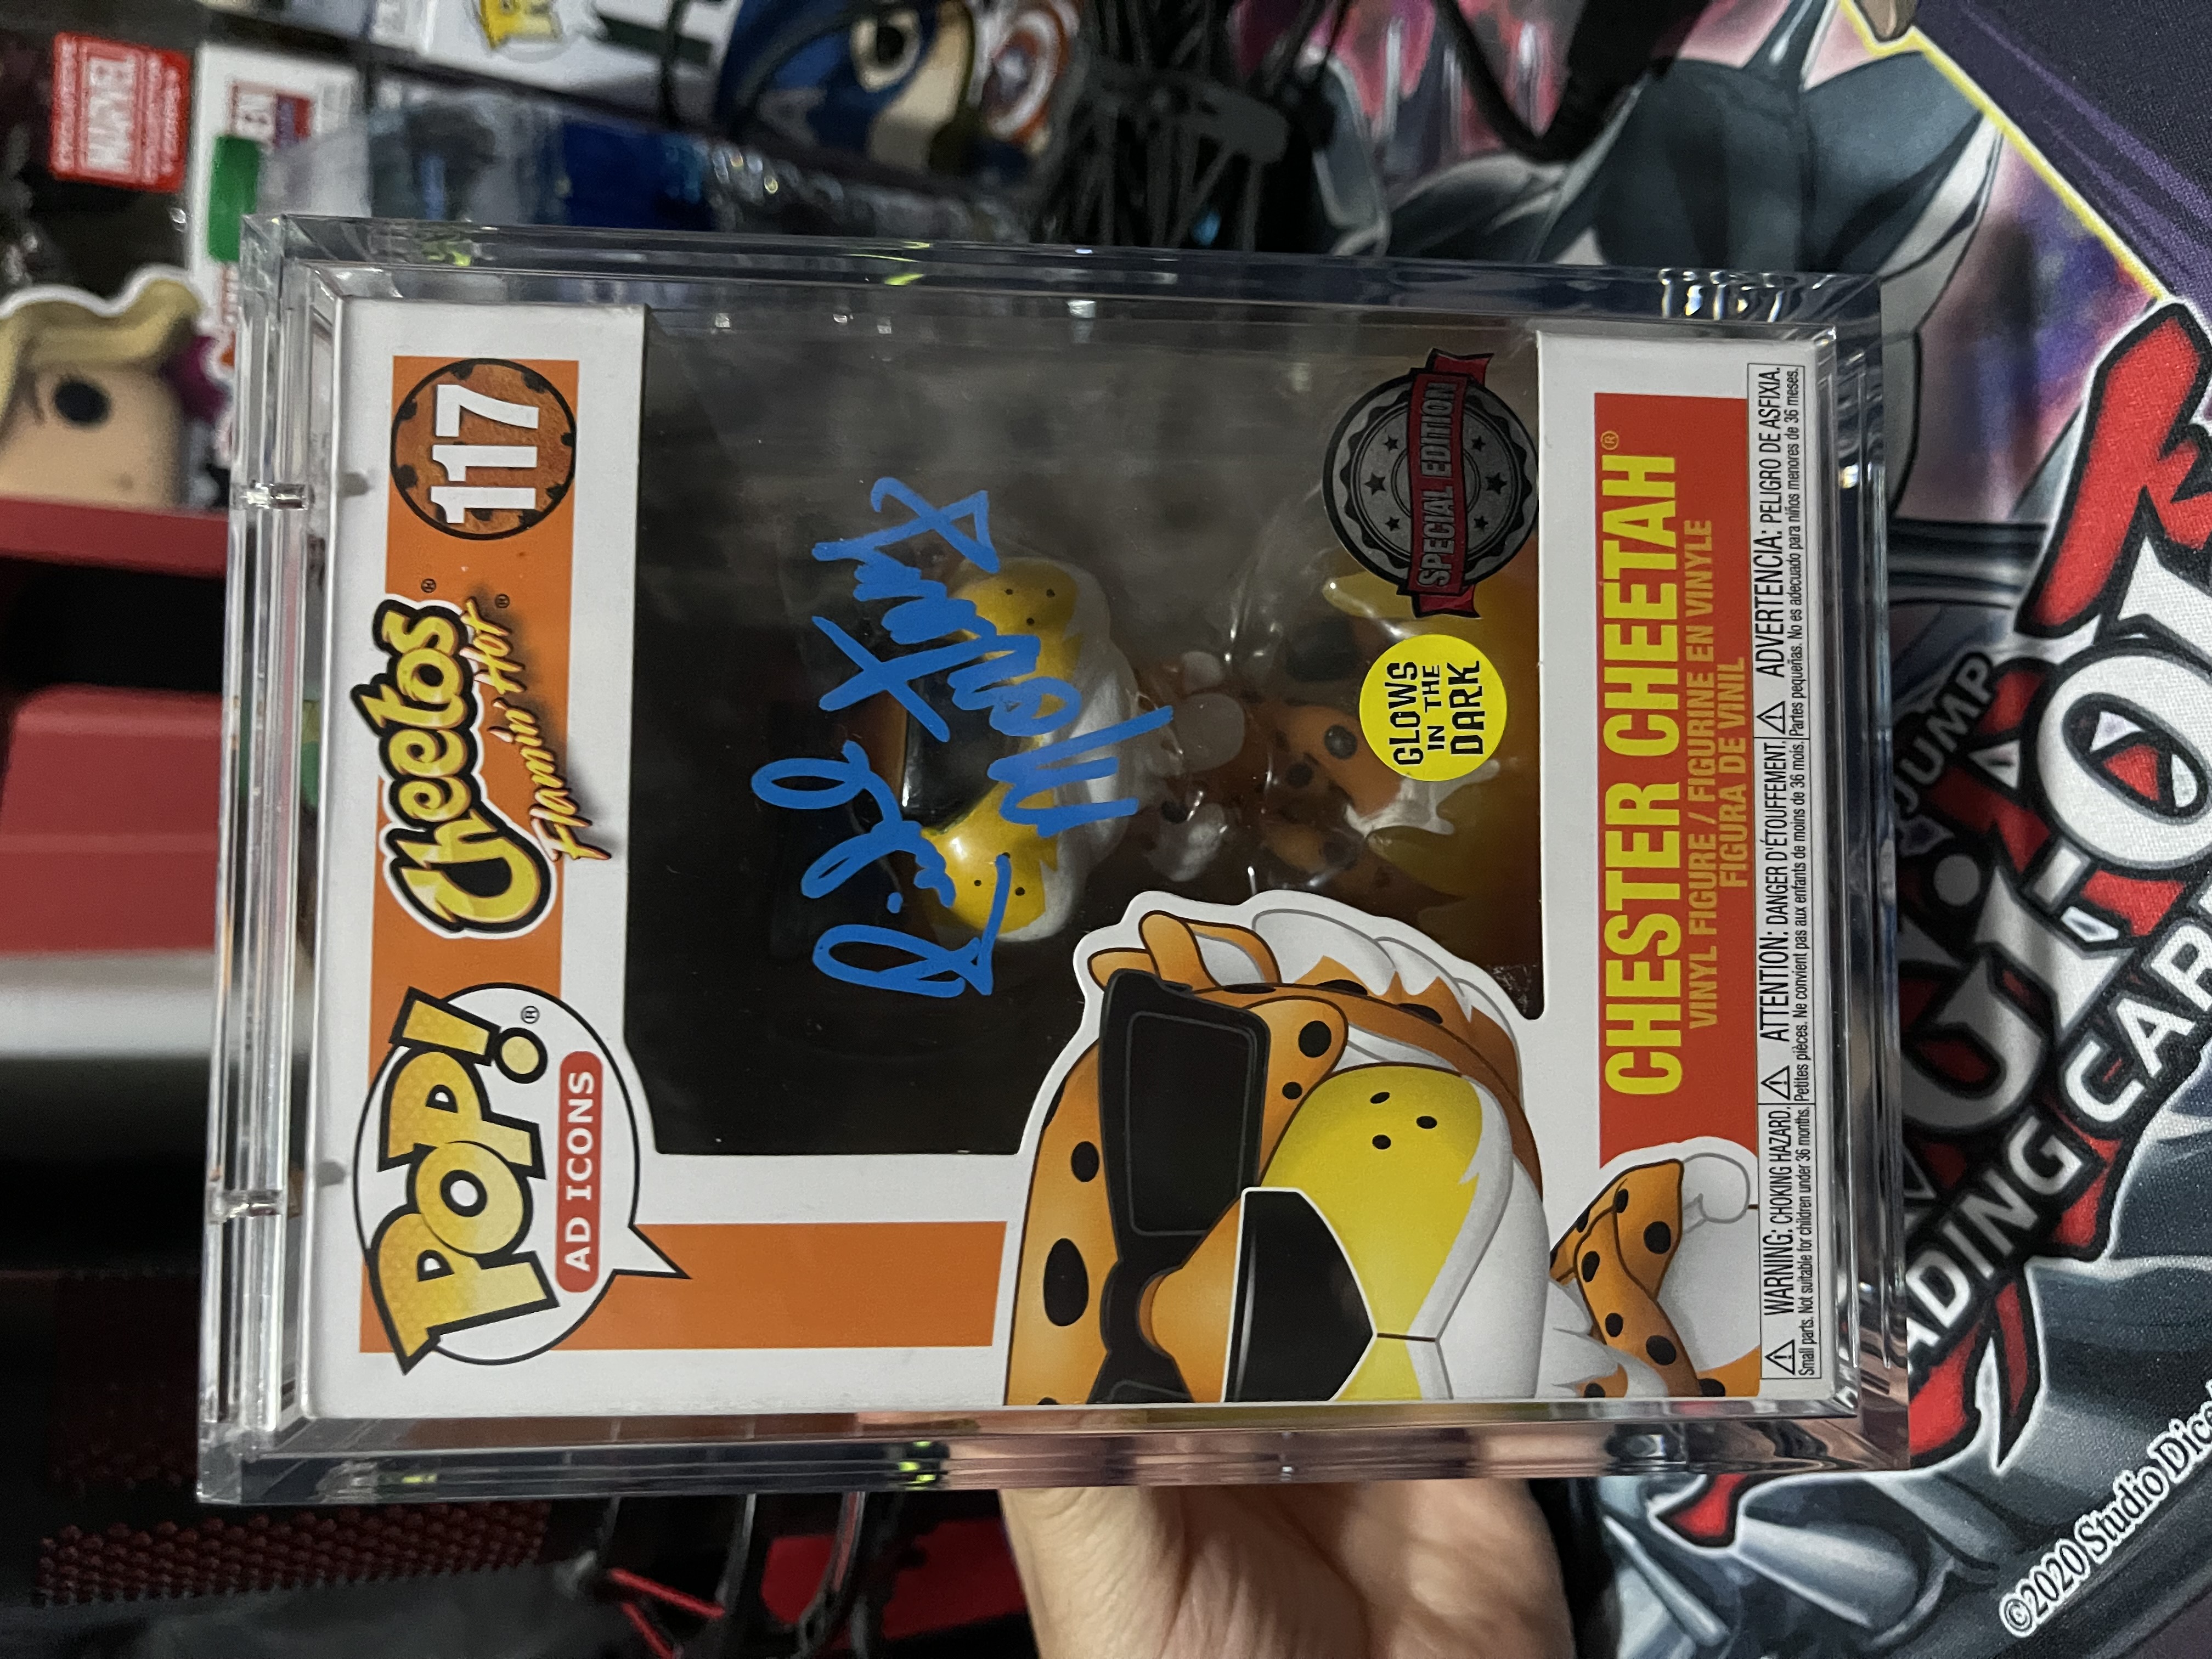 POP!®
AD ICONS
Cheetos®
Flamin' Hot®
117
GLOWS
IN THE
DARK
SPECIAL EDITION
CHESTER CHEETAH®
VINYL FIGURE / FIGURINE EN VINYLE
FIGURA DE VINIL
WARNING: CHOKING HAZARD.
Small parts. Not suitable for children under 36 months.
ATTENTION: DANGER D'ÉTOUFFEMENT.
Petites pièces. Ne convient pas aux enfants de moins de 36 mois.
ADVERTENCIA: PELIGRO DE ASFIXIA.
Partes pequeñas. No es adecuado para niños menores de 36 meses.
MARVEL
JUMP
©2020 Studio Dice